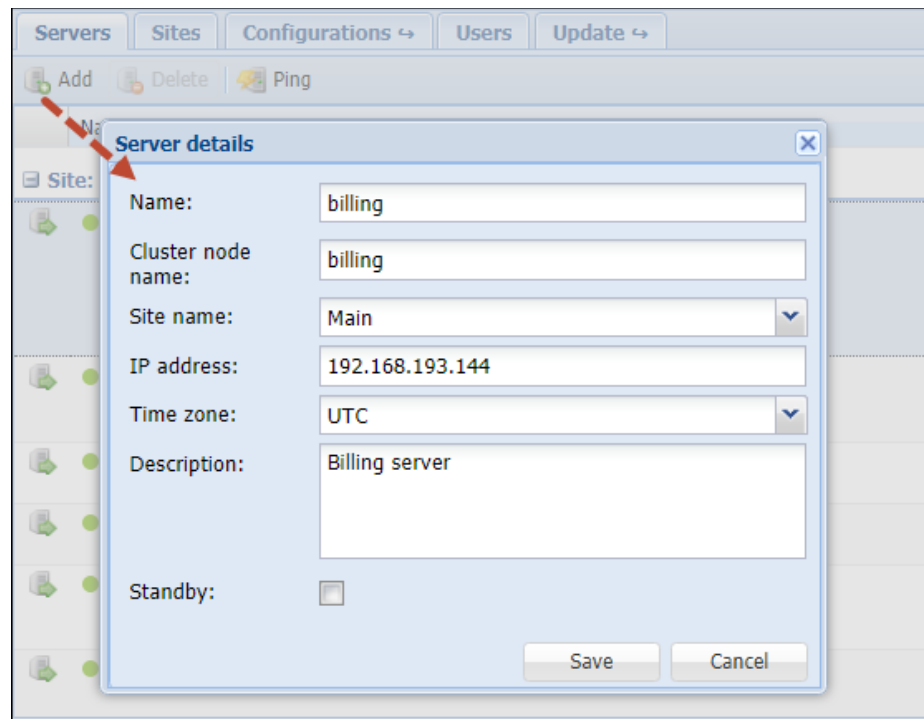 Servers Sites Configurations ↪ Users Update ↪
Add Delete Ping
Server details
Site:
Name: billing
Cluster node name: billing
Site name: Main
IP address: 192.168.193.144
Time zone: UTC
Description: Billing server
Standby:
Save Cancel